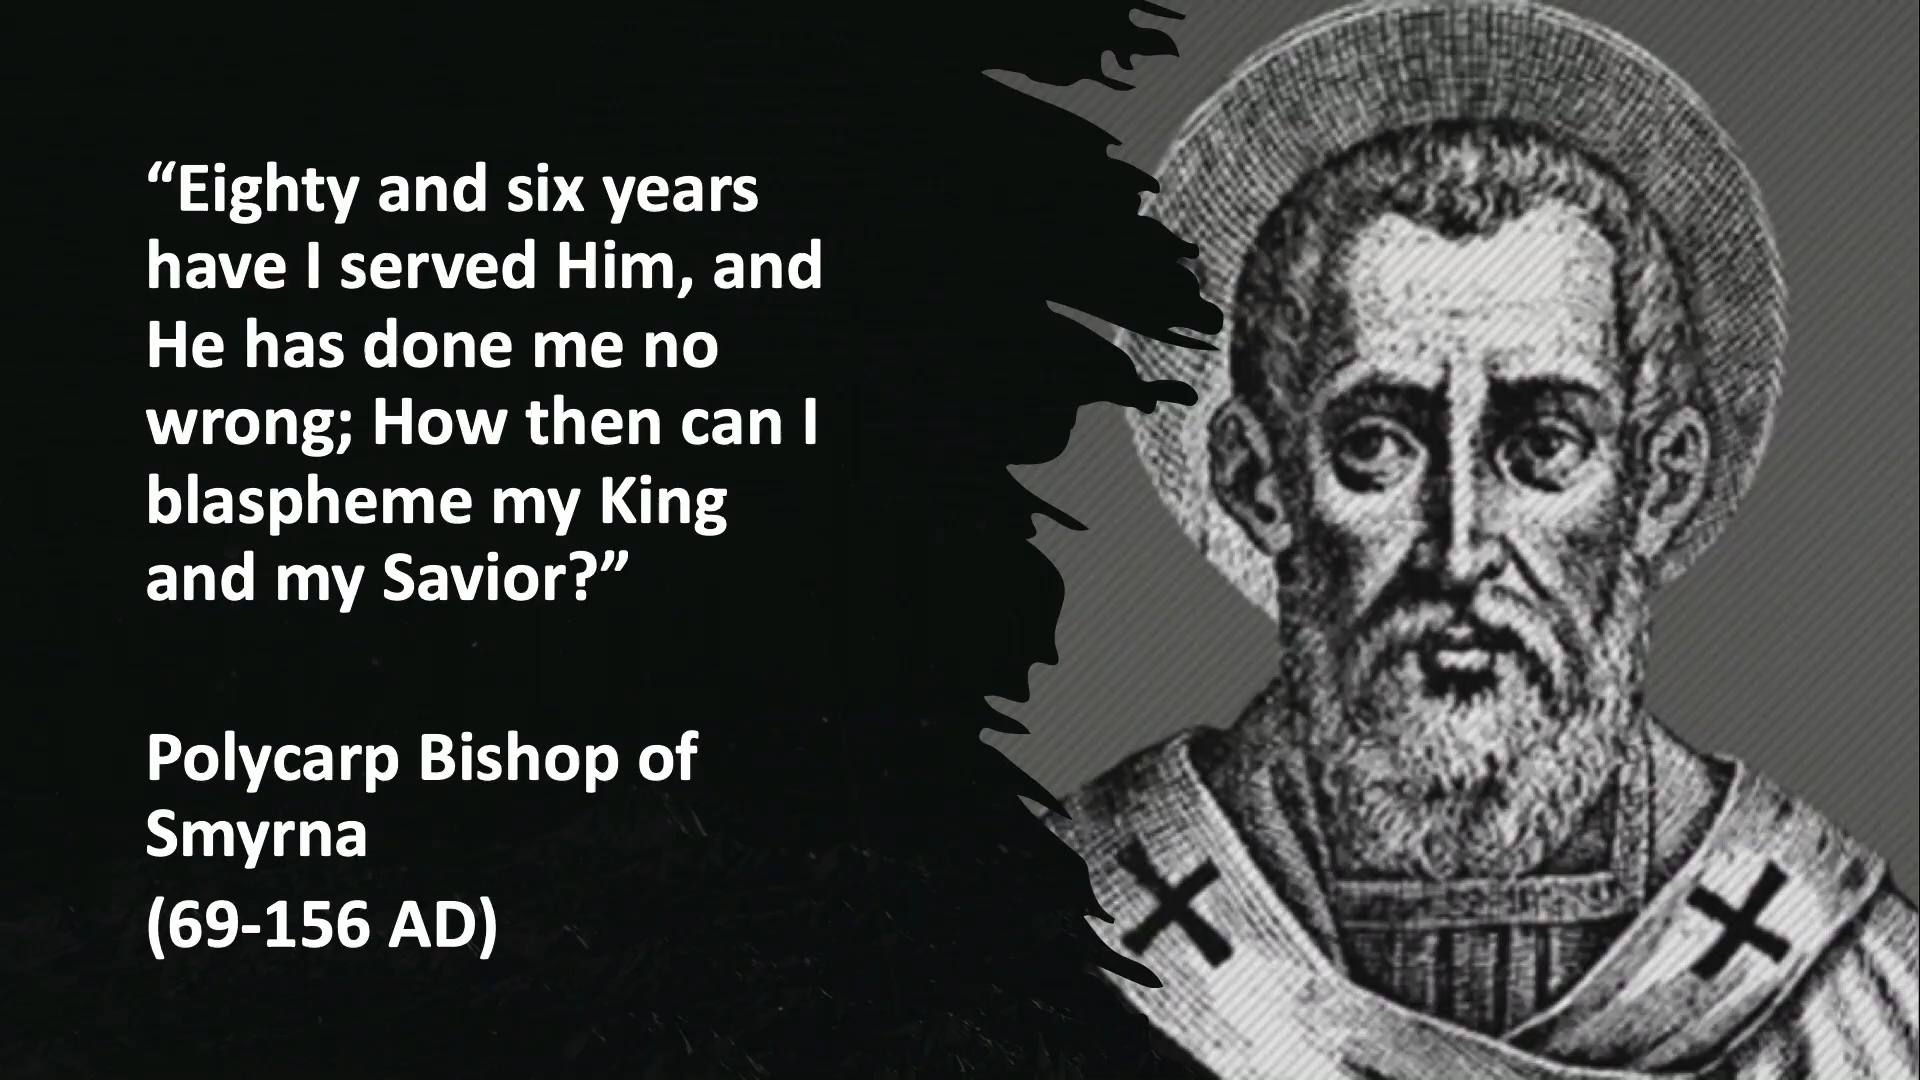 “Eighty and six years
have I served Him, and
He has done me no
wrong; How then can I
blaspheme my King
and my Savior?”
Polycarp Bishop of
Smyrna
(69-156 AD)